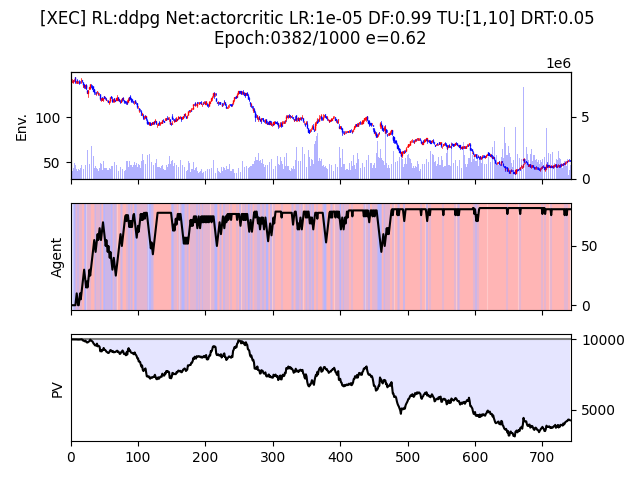 [XEC] RL:ddpg Net:actorcritic LR:1e-05 DF:0.99 TU:[1,10] DRT:0.05
Epoch:0382/1000 e=0.62
1e6
Env.
100
50
5
0
Agent
50
0
PV
10000
5000
0 100 200 300 400 500 600 700